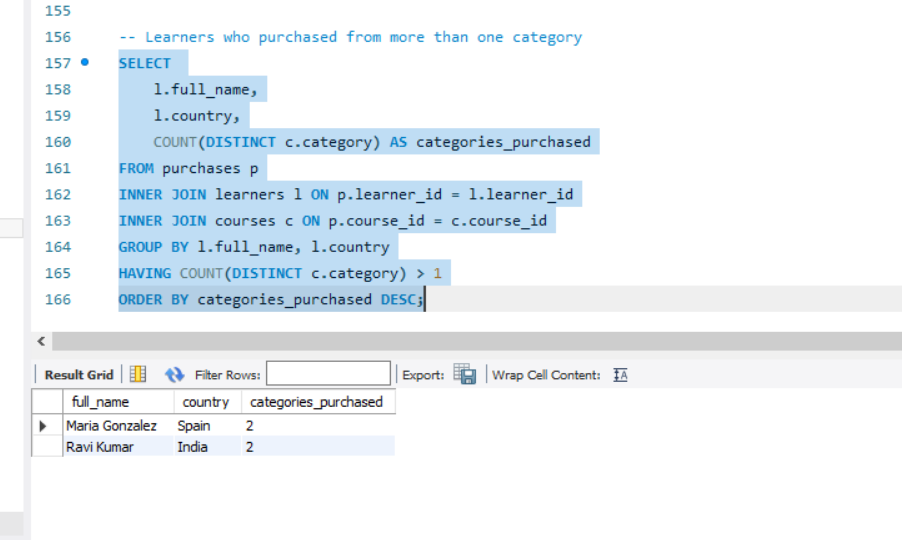 155
156 -- Learners who purchased from more than one category
157 SELECT
158 l.full_name,
159 l.country,
160 COUNT(DISTINCT c.category) AS categories_purchased
161 FROM purchases p
162 INNER JOIN learners l ON p.learner_id = l.learner_id
163 INNER JOIN courses c ON p.course_id = c.course_id
164 GROUP BY l.full_name, l.country
165 HAVING COUNT(DISTINCT c.category) > 1
166 ORDER BY categories_purchased DESC;
Result Grid Filter Rows: Export: Wrap Cell Content:
full_name country categories_purchased
Maria Gonzalez Spain 2
Ravi Kumar India 2